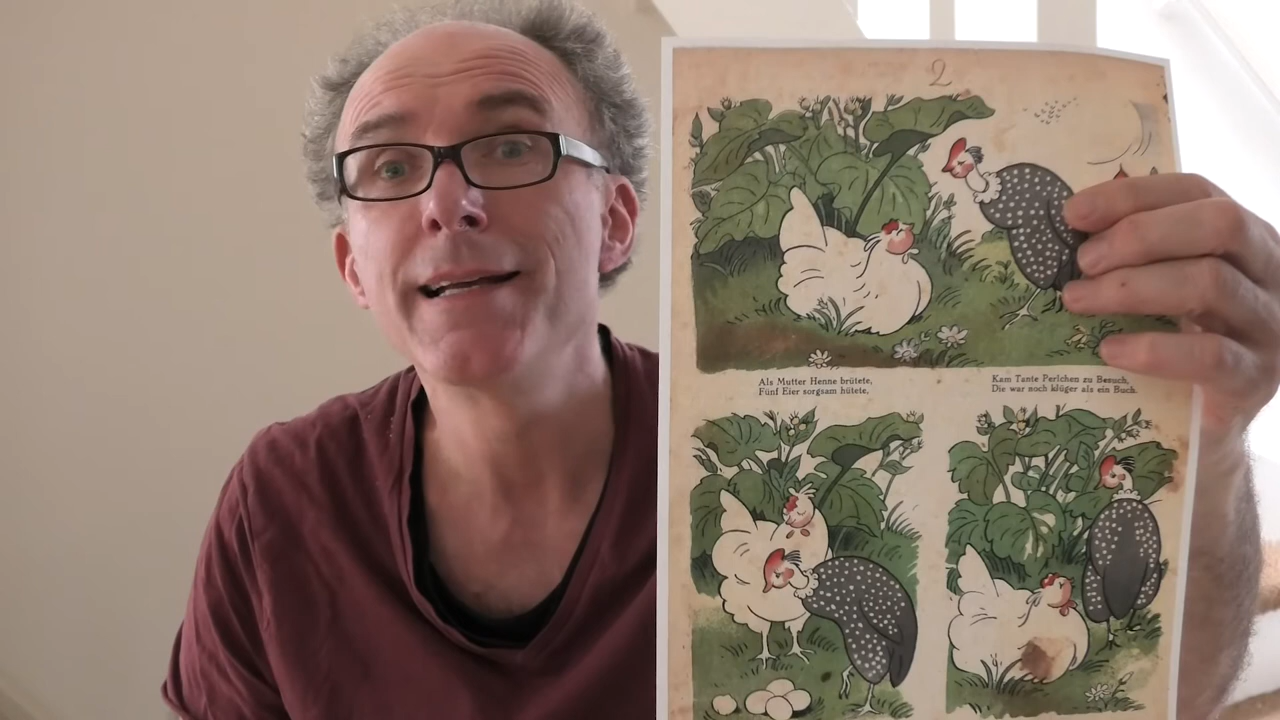 2
Als Mutter Henne brütete,
Fünf Eier sorgsam hütete,
Kam Tante Perlchen zu Besuch,
Die war noch klüger als ein Buch.